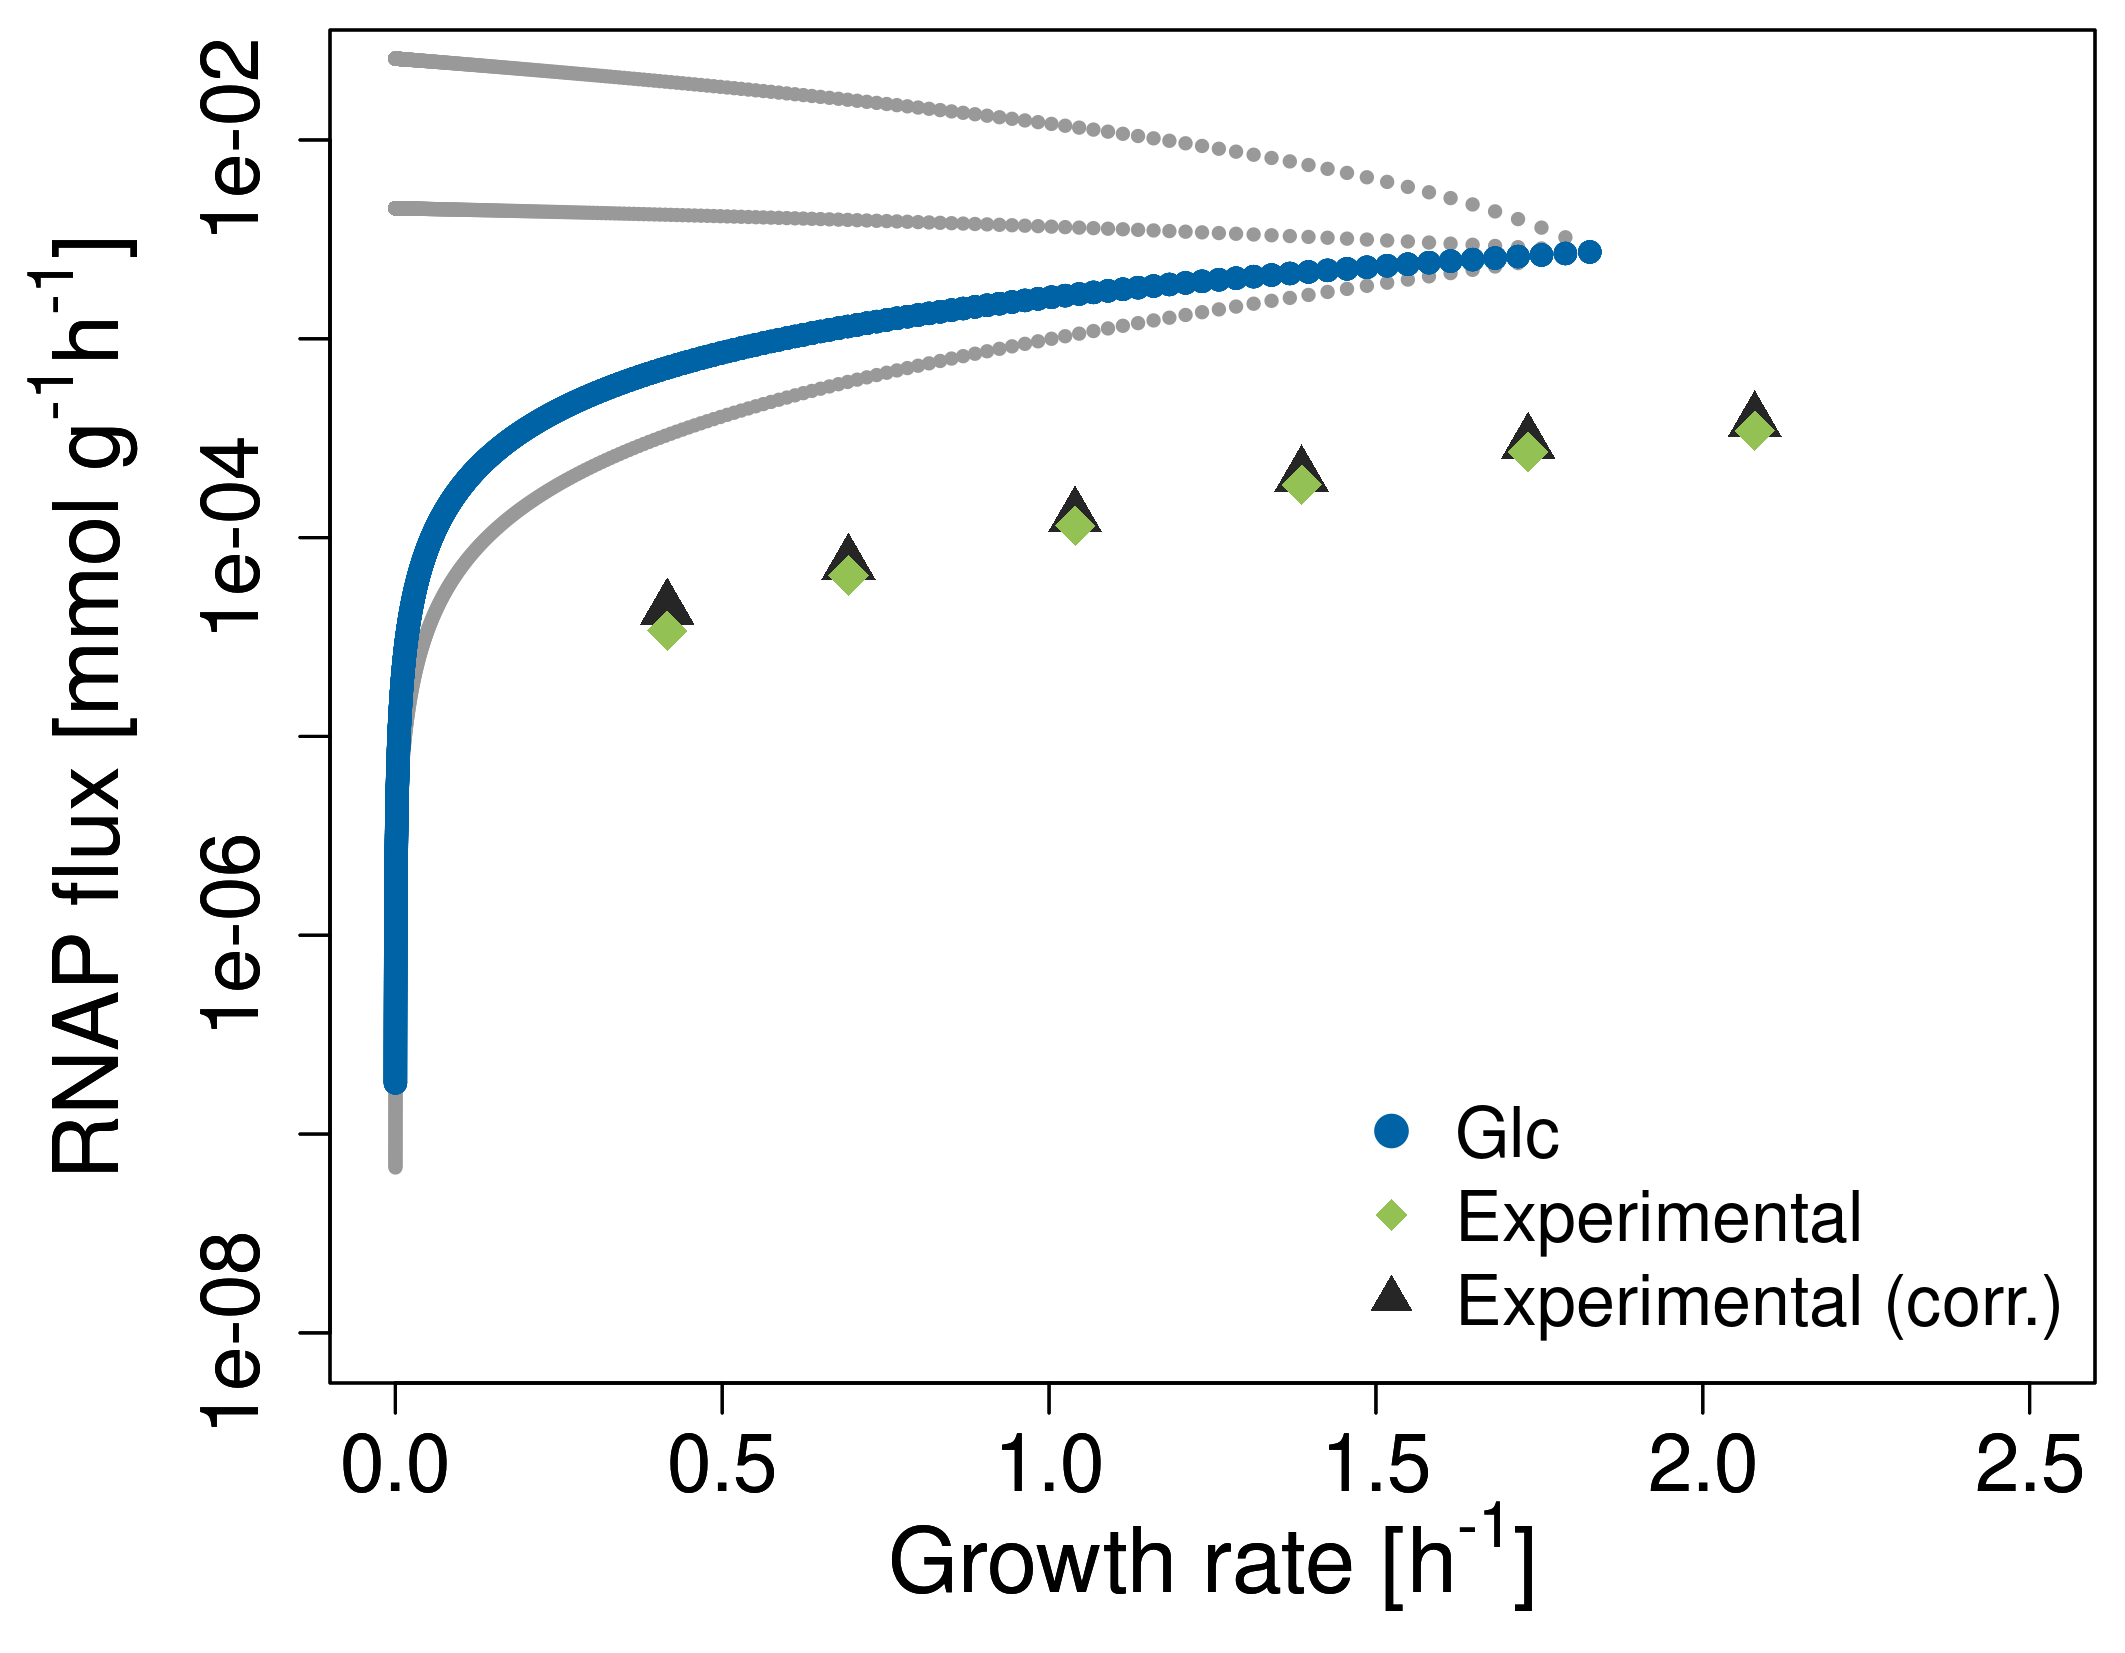 RNAP flux [mmol g⁻¹h⁻¹]
1e-02
1e-04
1e-06
1e-08
Glc
Experimental
Experimental (corr.)
0.0 0.5 1.0 1.5 2.0 2.5
Growth rate [h⁻¹]